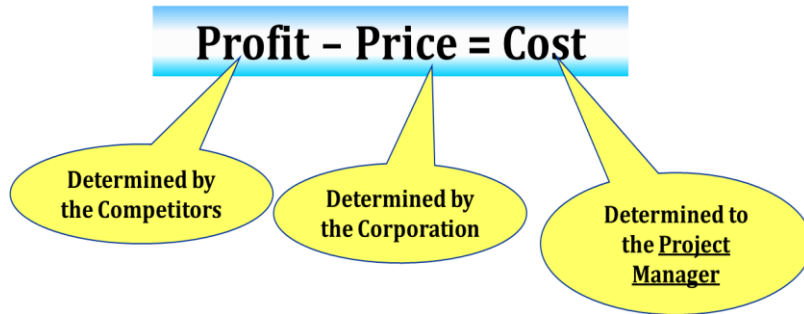 Profit – Price = Cost
Determined by
the Competitors
Determined by
the Corporation
Determined to
the Project
Manager